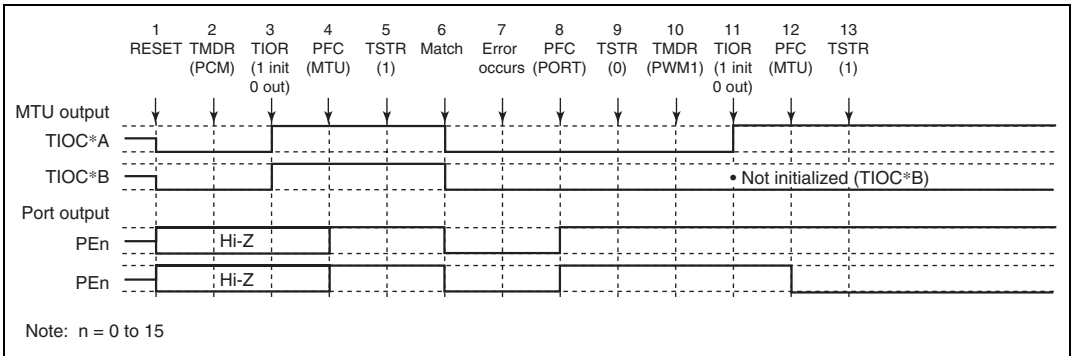 1 2 3 4 5 6 7 8 9 10 11 12 13
RESET TMDR TIOR PFC TSTR Match Error PFC TSTR TMDR TIOR PFC TSTR
(PCM) (1 init (MTU) (1) occurs (PORT) (0) (PWM1) (1 init (MTU) (1)
0 out) 0 out)
MTU output
TIOC*A
TIOC*B • Not initialized (TIOC*B)
Port output
PEn Hi-Z
PEn Hi-Z
Note: n = 0 to 15